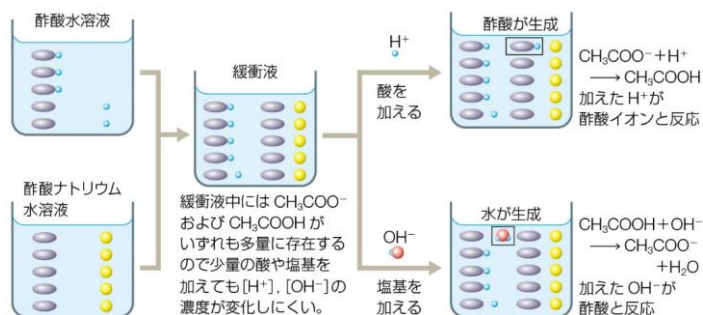 酢酸水溶液
酢酸ナトリウム
水溶液
緩衝液
緩衝液中には CH₃COO⁻
および CH₃COOH が
いずれも多量に存在する
ので少量の酸や塩基を
加えても[H⁺],[OH⁻]の
濃度が変化しにくい。
H⁺
酸を
加える
酢酸が生成
CH₃COO⁻+H⁺
⟶CH₃COOH
加えた H⁺が
酢酸イオンと反応
OH⁻
塩基を
加える
水が生成
CH₃COOH+OH⁻
⟶CH₃COO⁻
+H₂O
加えた OH⁻が
酢酸と反応